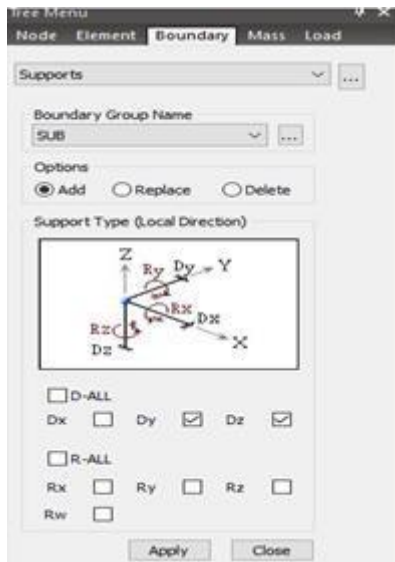 Tree Menu
Node Element Boundary Mass Load
Supports
...
Boundary Group Name
SUB
...
Options
Add Replace Delete
Support Type (Local Direction)
Z
Ry Dy Y
Rx
Dx
Rz
Dz X
D-ALL
Dx Dy Dz
R-ALL
Rx Ry Rz
Rw
Apply Close